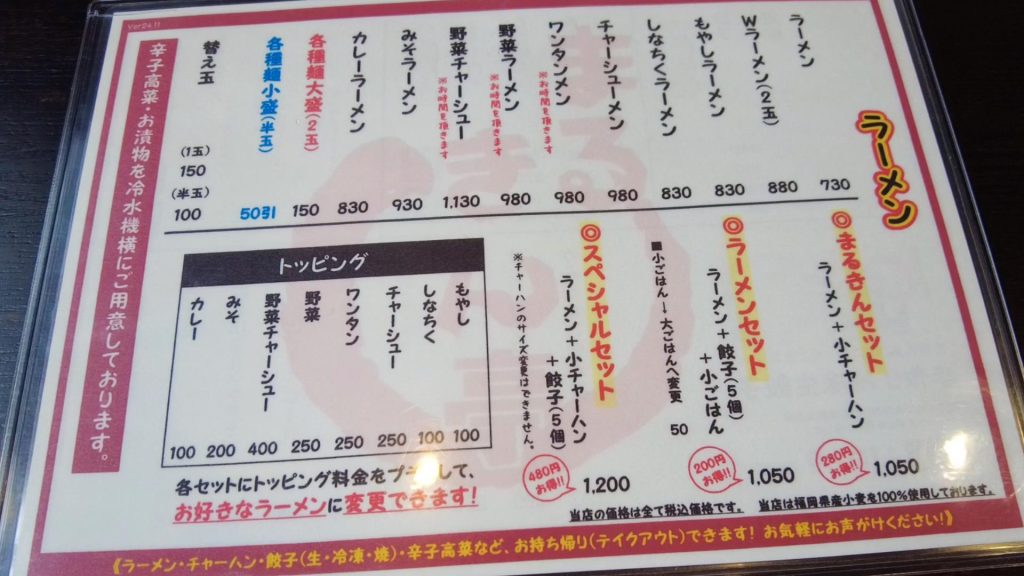 Ver24.11
ラーメン
ラーメン 730
Wラーメン(2玉) 880
もやしラーメン 830
しなちくラーメン 830
チャーシューメン 980
ワンタンメン ※お時間を頂きます 980
野菜ラーメン ※お時間を頂きます 980
野菜チャーシュー ※お時間を頂きます 1.130
みそラーメン 930
カレーラーメン 830
各種麺大盛(2玉) 150
各種麺小盛(半玉) 50引
替え玉 (1玉) 150 (半玉) 100
◎まるきんセット
ラーメン+小チャーハン
280円お得!! 1,050
◎ラーメンセット
ラーメン+餃子(5個)
+小ごはん
200円お得!! 1,050
■小ごはん→大ごはんへ変更 50
◎スペシャルセット
ラーメン+小チャーハン
+餃子(5個)
480円お得!! 1,200
※チャーハンのサイズ変更はできません。
トッピング
もやし 100
しなちく 100
チャーシュー 250
ワンタン 250
野菜 250
野菜チャーシュー 400
みそ 200
カレー 100
各セットにトッピング料金をプ して、
お好きなラーメンに変更できます!
当店の価格は全て税込価格です。
当店は福岡県産小麦を100%使用しております。
辛子高菜・お漬物を冷水機横にご用意しております。
《ラーメン・チャーハン・餃子(生・冷凍・焼)・辛子高菜など、お持ち帰り(テイクアウト)できます! お気軽にお声がけください!》